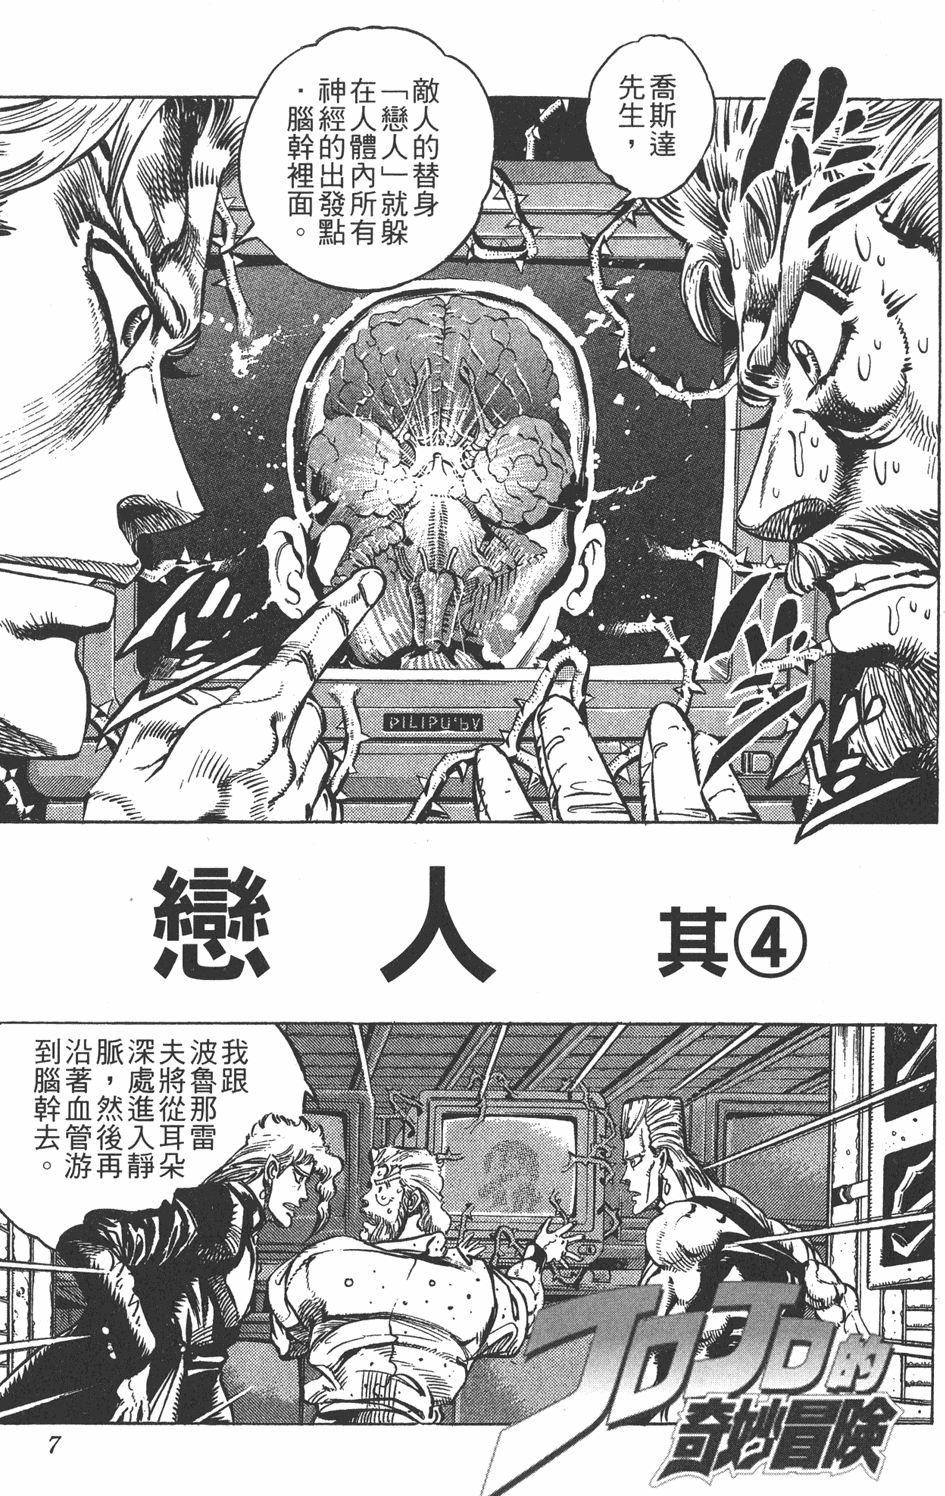 喬斯達
先生，
敵人的替身
「戀人」就躲
在人體內所有
神經的出發點
．腦幹裡面。
PILIPU'bV
戀人 其④
我跟
波魯那雷
夫將從耳朵
深處進入靜
脈，然後再
沿著血管游
到腦幹去。
JOJO的
奇妙冒險
7